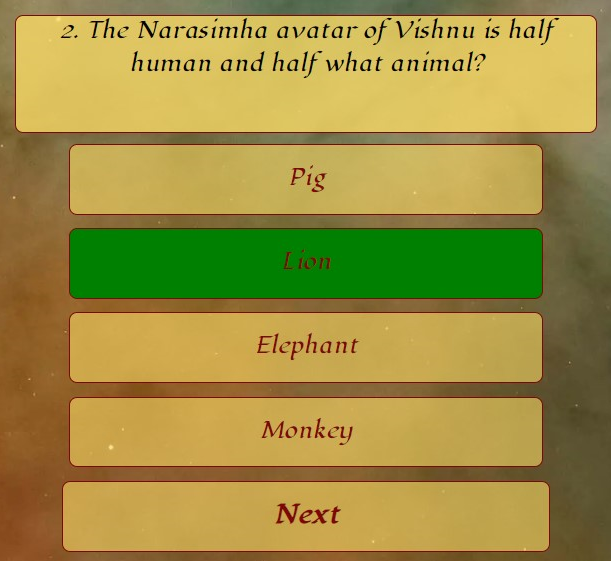 2. The Narasimha avatar of Vishnu is half
human and half what animal?
Pig
Lion
Elephant
Monkey
Next